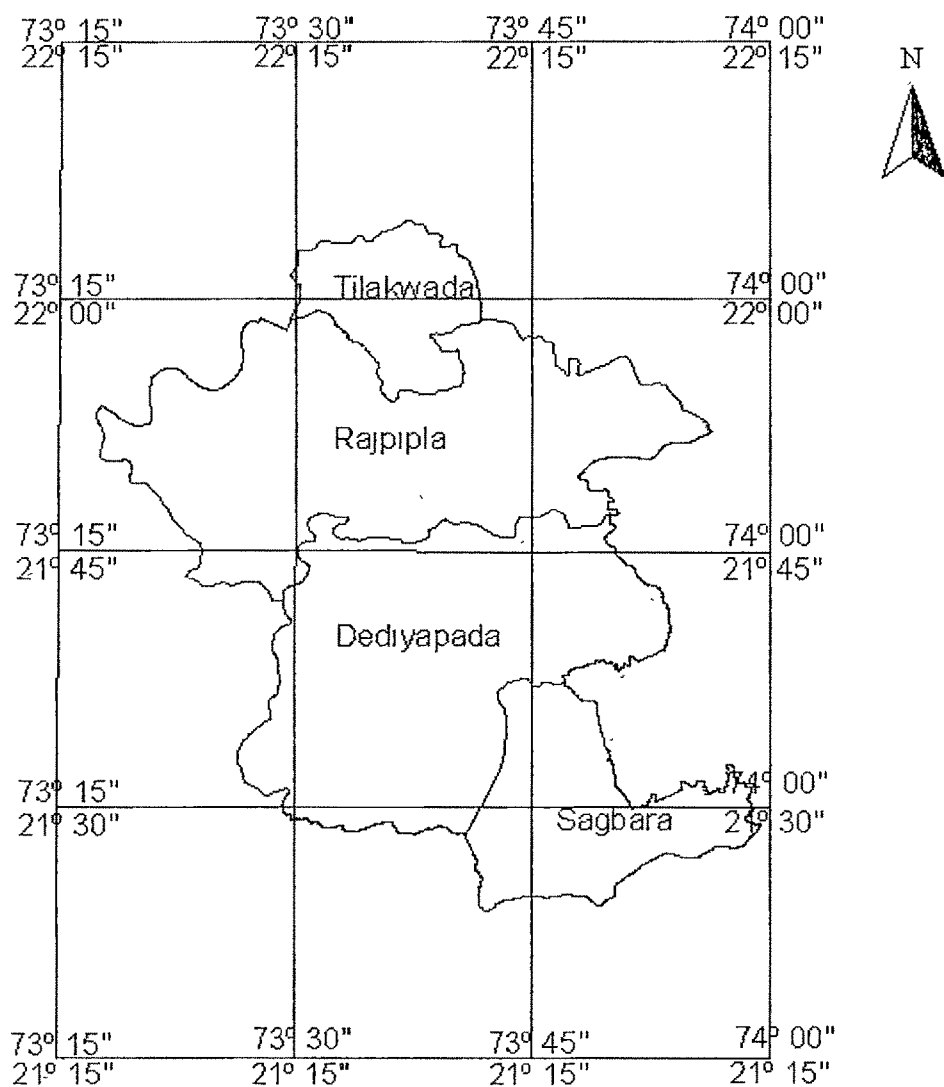 73º 15" 73º 30" 73º 45" 74º 00"
22º 15" 22º 15" 22º 15" 22º 15"
N
Tilakwada
73º 15" 74º 00"
22º 00" 22º 00"
Rajpıpla
73º 15" 74º 00"
21º 45" 21º 45"
Dedıyapada
73º 15" 74º 00"
21º 30" Sagbara 21º 30"
73º 15" 73º 30" 73º 45" 74º 00"
21º 15" 21º 15" 21º 15" 21º 15"